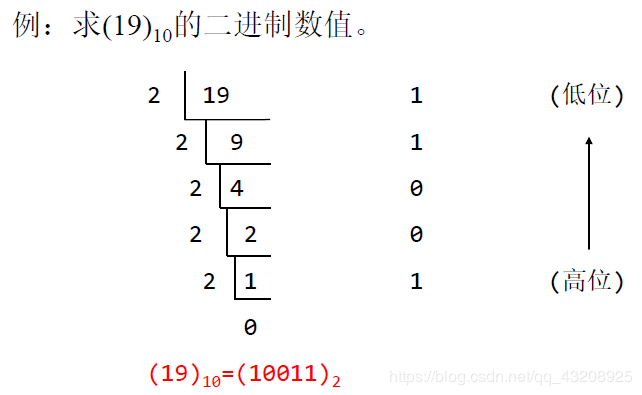 例：求(19)10的二进制数值。
2 19 1 (低位)
2 9 1
2 4 0
2 2 0
2 1 1 (高位)
0
(19)10=(10011)2
https://blog.csdn.net/qq_43208925